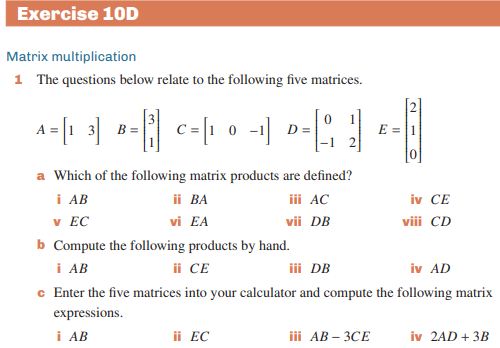 Exercise 10D
Matrix multiplication
1 The questions below relate to the following five matrices.
A = [1 3] B = [3; 1] C = [1 0 −1] D = [0 1; −1 2] E = [2; 1; 0]
a Which of the following matrix products are defined?
i AB ii BA iii AC iv CE
v EC vi EA vii DB viii CD
b Compute the following products by hand.
i AB ii CE iii DB iv AD
c Enter the five matrices into your calculator and compute the following matrix
expressions.
i AB ii EC iii AB − 3CE iv 2AD + 3B